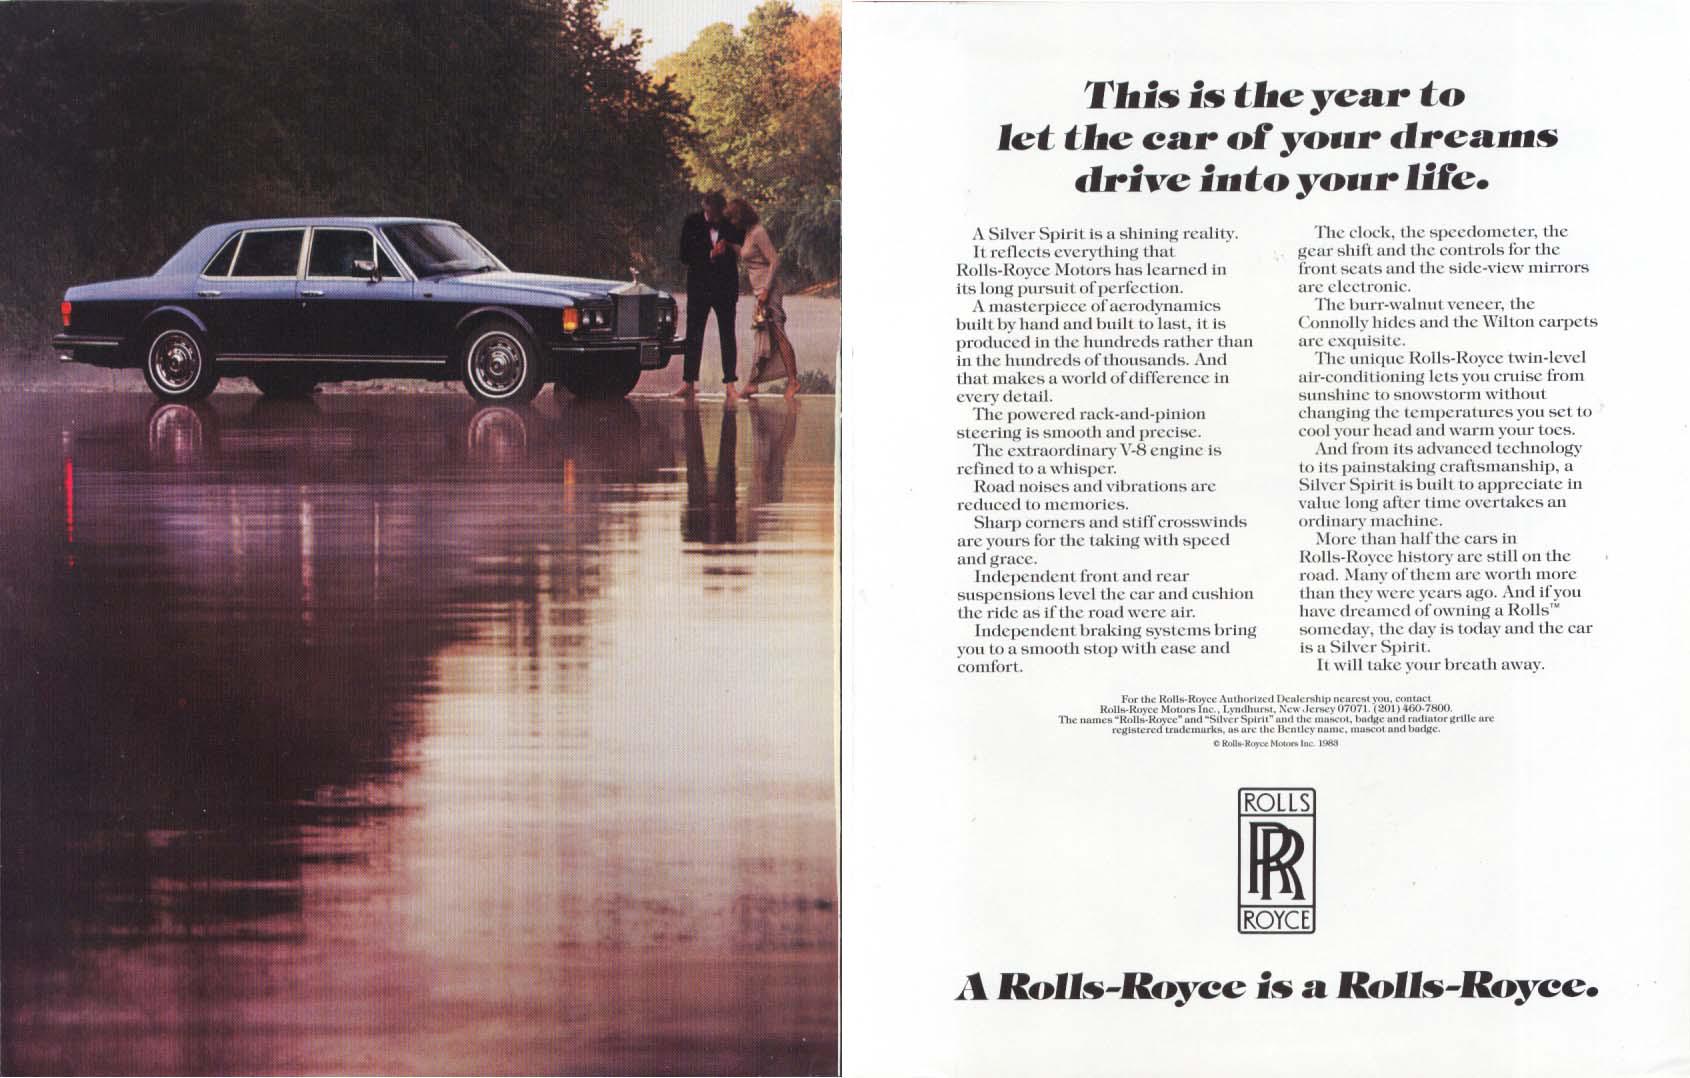 This is the year to
let the car of your dreams
drive into your life.
A Silver Spirit is a shining reality.
It reflects everything that
Rolls-Royce Motors has learned in
its long pursuit of perfection.
A masterpiece of aerodynamics
built by hand and built to last, it is
produced in the hundreds rather than
in the hundreds of thousands. And
that makes a world of difference in
every detail.
The powered rack-and-pinion
steering is smooth and precise.
The extraordinary V-8 engine is
refined to a whisper.
Road noises and vibrations are
reduced to memories.
Sharp corners and stiff crosswinds
are yours for the taking with speed
and grace.
Independent front and rear
suspensions level the car and cushion
the ride as if the road were air.
Independent braking systems bring
you to a smooth stop with ease and
comfort.
The clock, the speedometer, the
gear shift and the controls for the
front seats and the side-view mirrors
are electronic.
The burr-walnut veneer, the
Connolly hides and the Wilton carpets
are exquisite.
The unique Rolls-Royce twin-level
air-conditioning lets you cruise from
sunshine to snowstorm without
changing the temperatures you set to
cool your head and warm your toes.
And from its advanced technology
to its painstaking craftsmanship, a
Silver Spirit is built to appreciate in
value long after time overtakes an
ordinary machine.
More than half the cars in
Rolls-Royce history are still on the
road. Many of them are worth more
than they were years ago. And if you
have dreamed of owning a Rolls™
someday, the day is today and the car
is a Silver Spirit.
It will take your breath away.
For the Rolls-Royce Authorized Dealership nearest you, contact
Rolls-Royce Motors Inc., Lyndhurst, New Jersey 07071. (201) 460-7800.
The names "Rolls-Royce" and "Silver Spirit" and the mascot, badge and radiator grille are
registered trademarks, as are the Bentley name, mascot and badge.
© Rolls-Royce Motors Inc. 1983
ROLLS
RR
ROYCE
A Rolls-Royce is a Rolls-Royce.